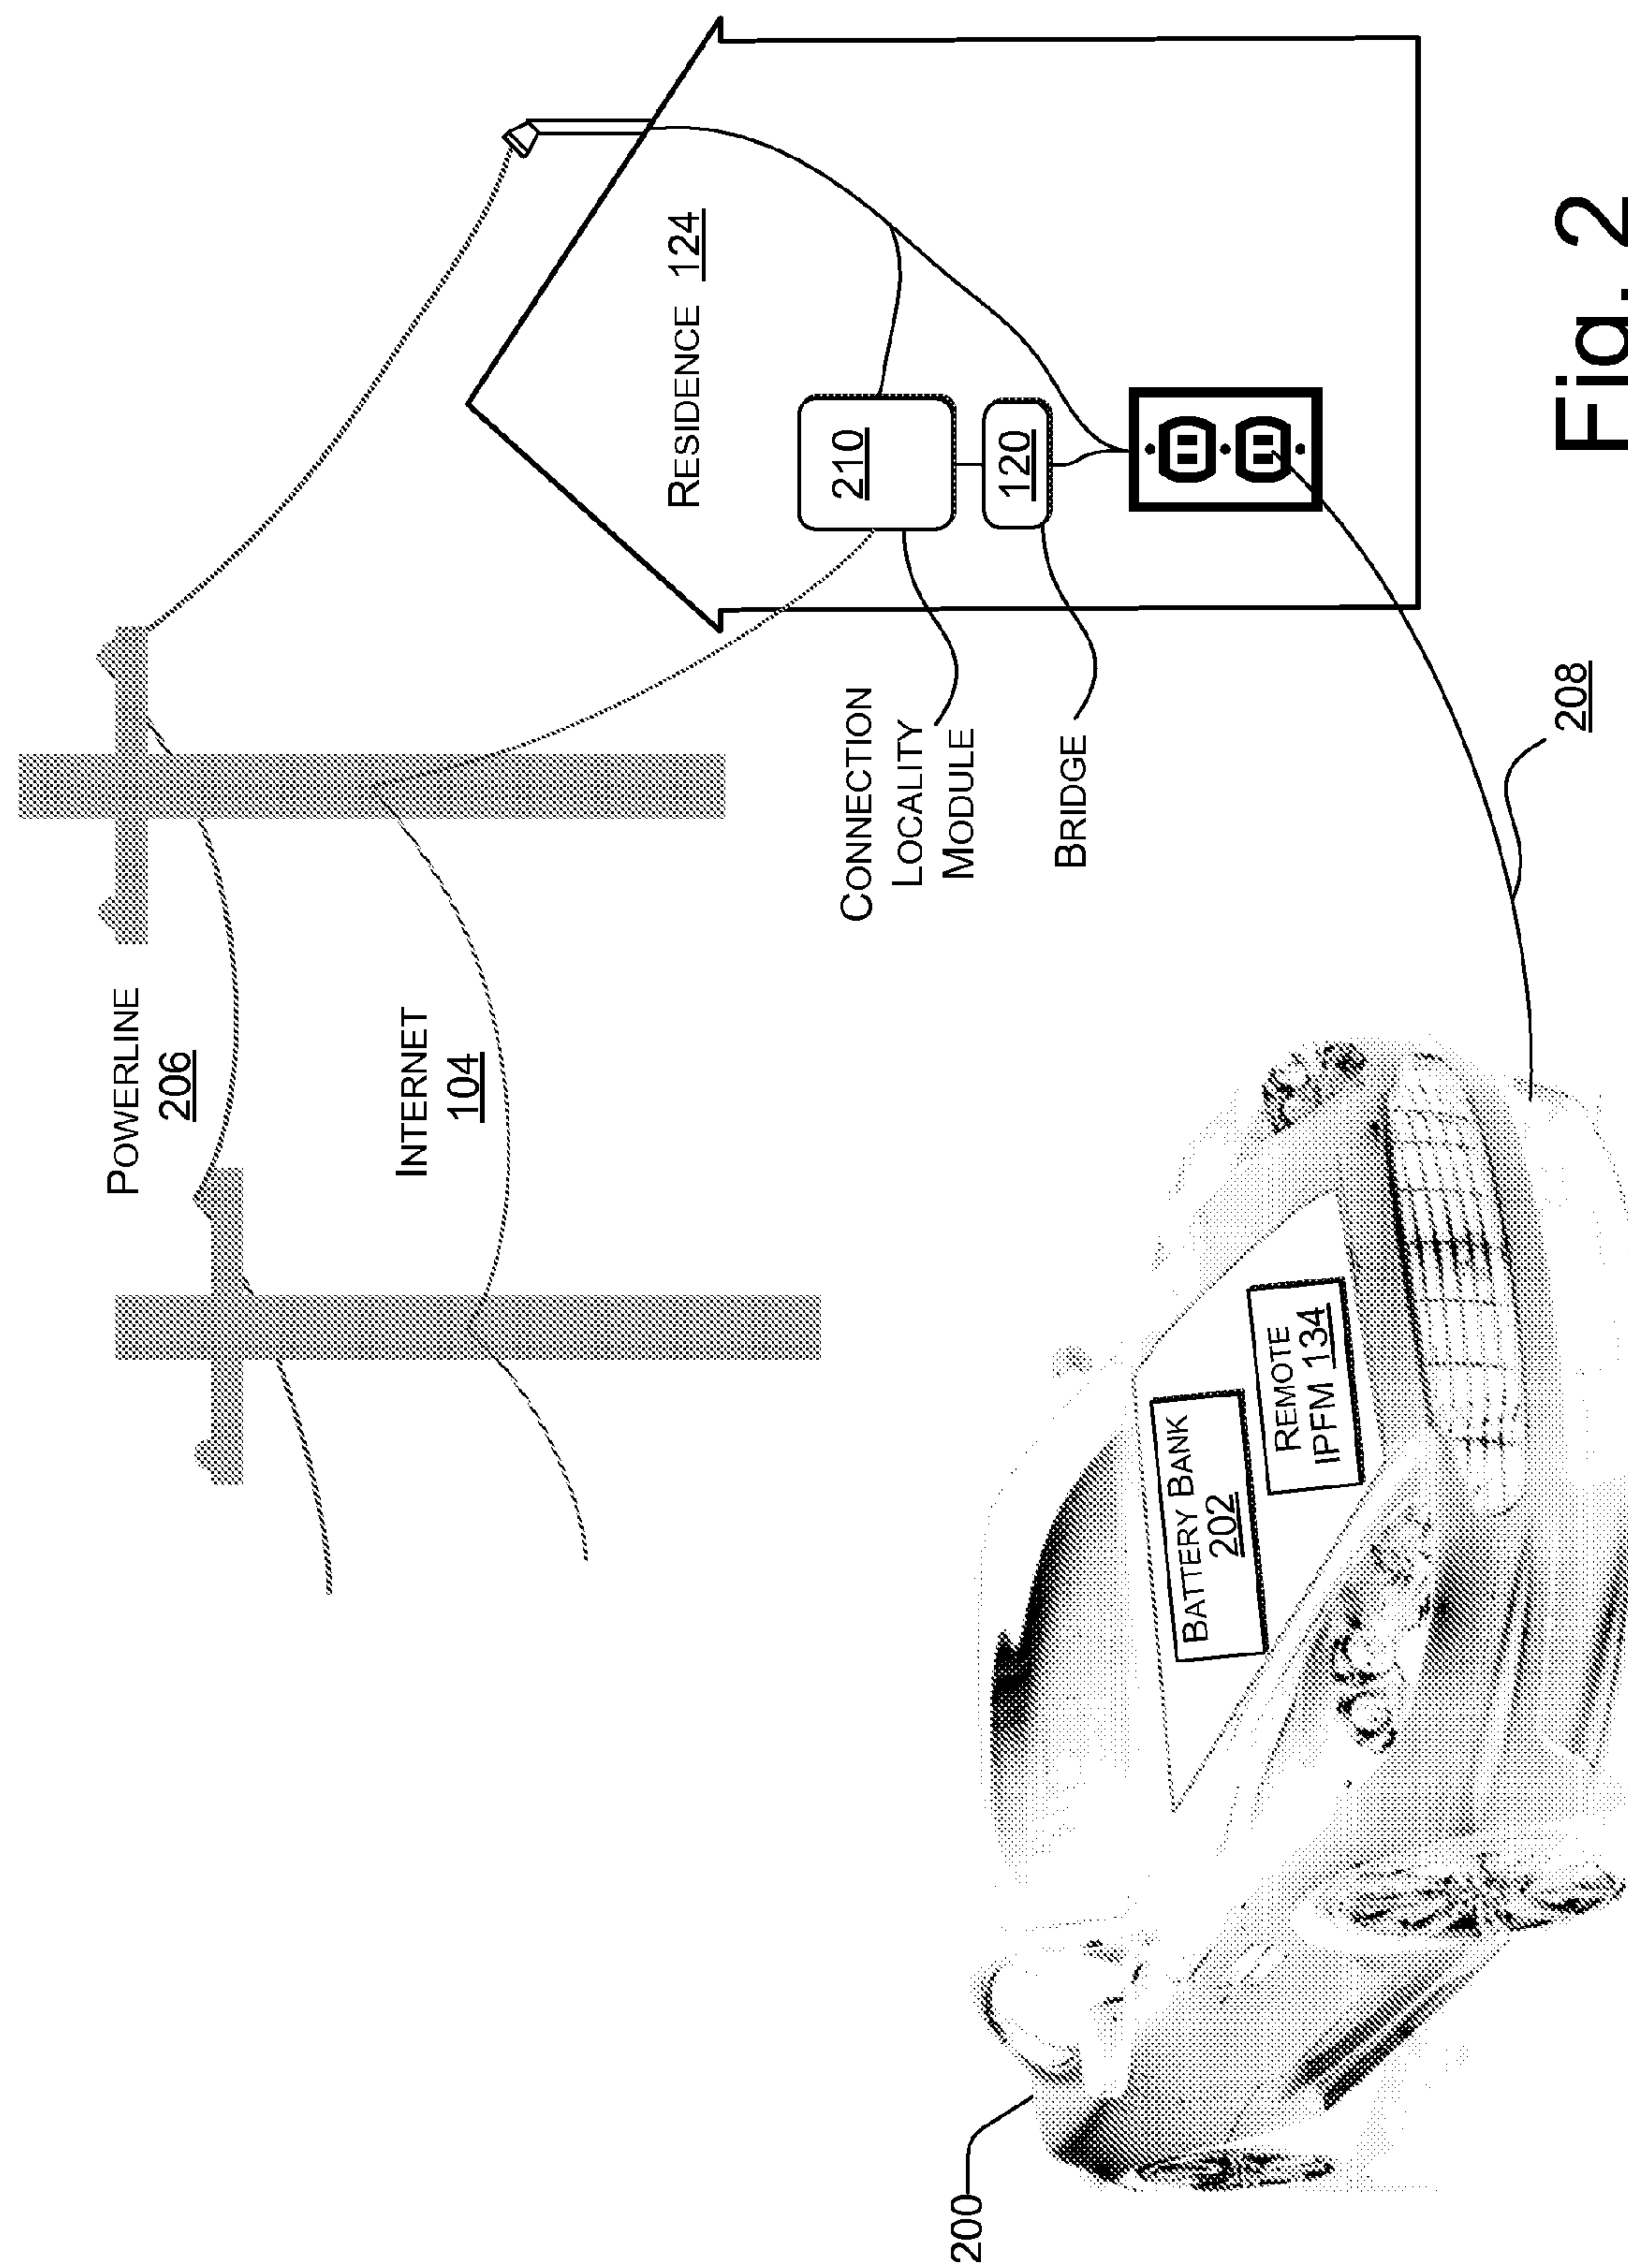 POWERLINE
206
INTERNET
104
RESIDENCE 124
210
120
CONNECTION
LOCALITY
MODULE
BRIDGE
208
BATTERY BANK
202
REMOTE
IPFM 134
200
Fig. 2